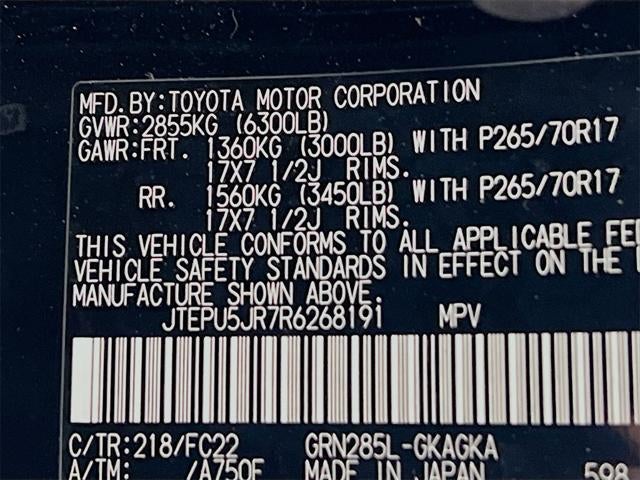 MFD. BY: TOYOTA MOTOR CORPORATION
GVWR: 2855KG (6300LB)
GAWR: FRT. 1360KG (3000LB) WITH P265/70R17
17X7 1/2J RIMS.
RR. 1560KG (3450LB) WITH P265/70R17
17X7 1/2J RIMS.
THIS VEHICLE CONFORMS TO ALL APPLICABLE FE
VEHICLE SAFETY STANDARDS IN EFFECT ON THE
MANUFACTURE SHOWN ABOVE.
JTEPU5JR7R6268191 MPV
C/TR: 218/FC22 GRN285L-GKAGKA
A/TM: /A750F MADE IN JAPAN 598